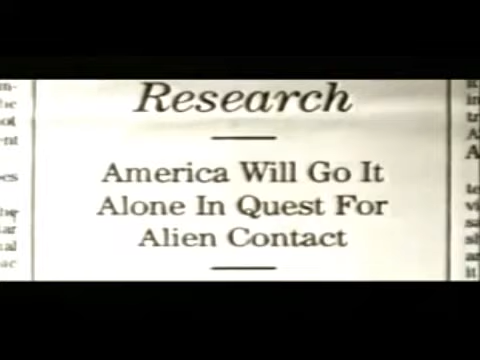 Research
America Will Go It
Alone In Quest For
Alien Contact